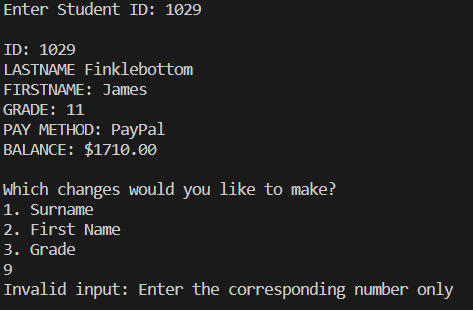 Enter Student ID: 1029
ID: 1029
LASTNAME Finklebottom
FIRSTNAME: James
GRADE: 11
PAY METHOD: PayPal
BALANCE: $1710.00
Which changes would you like to make?
1. Surname
2. First Name
3. Grade
9
Invalid input: Enter the corresponding number only